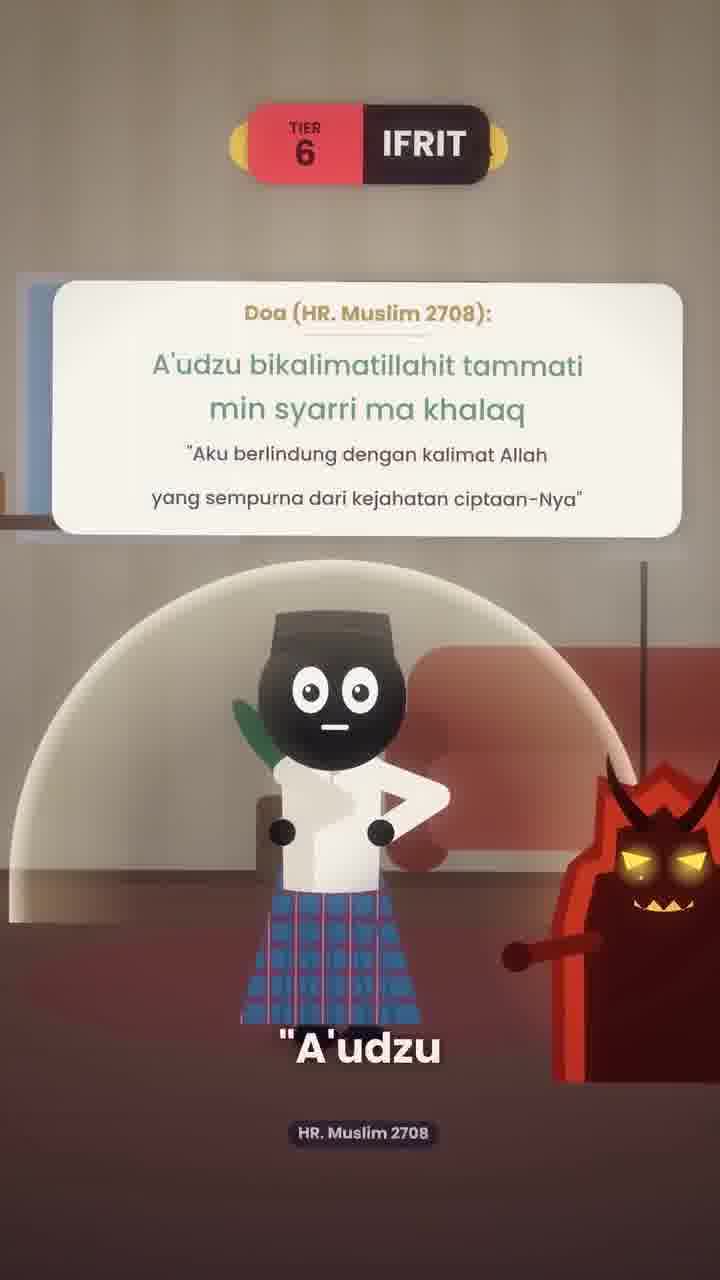 TIER
6
IFRIT
Doa (HR. Muslim 2708):
A'udzu bikalimatillahit tammati
min syarri ma khalaq
"Aku berlindung dengan kalimat Allah
yang sempurna dari kejahatan ciptaan-Nya"
"A'udzu
HR. Muslim 2708